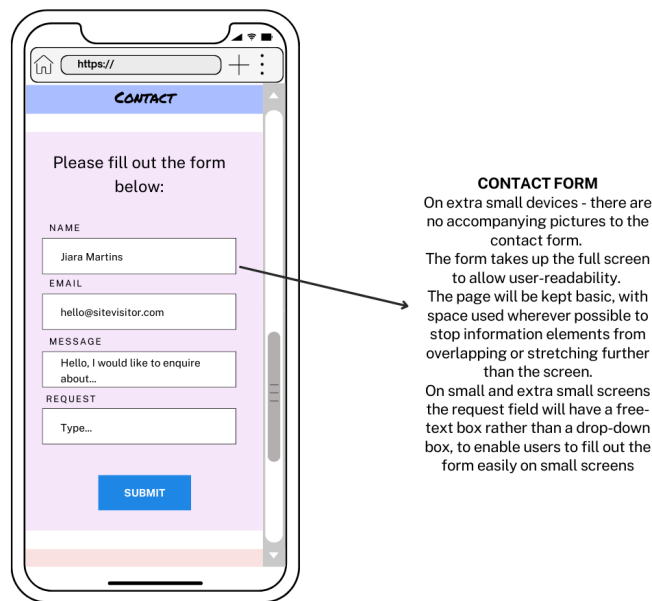 https://
Contact
Please fill out the form
below:
NAME
Jiara Martins
EMAIL
hello@sitevisitor.com
MESSAGE
Hello, I would like to enquire
about...
REQUEST
Type...
SUBMIT
CONTACT FORM
On extra small devices - there are
no accompanying pictures to the
contact form.
The form takes up the full screen
to allow user-readability.
The page will be kept basic, with
space used wherever possible to
stop information elements from
overlapping or stretching further
than the screen.
On small and extra small screens
the request field will have a free-
text box rather than a drop-down
box, to enable users to fill out the
form easily on small screens